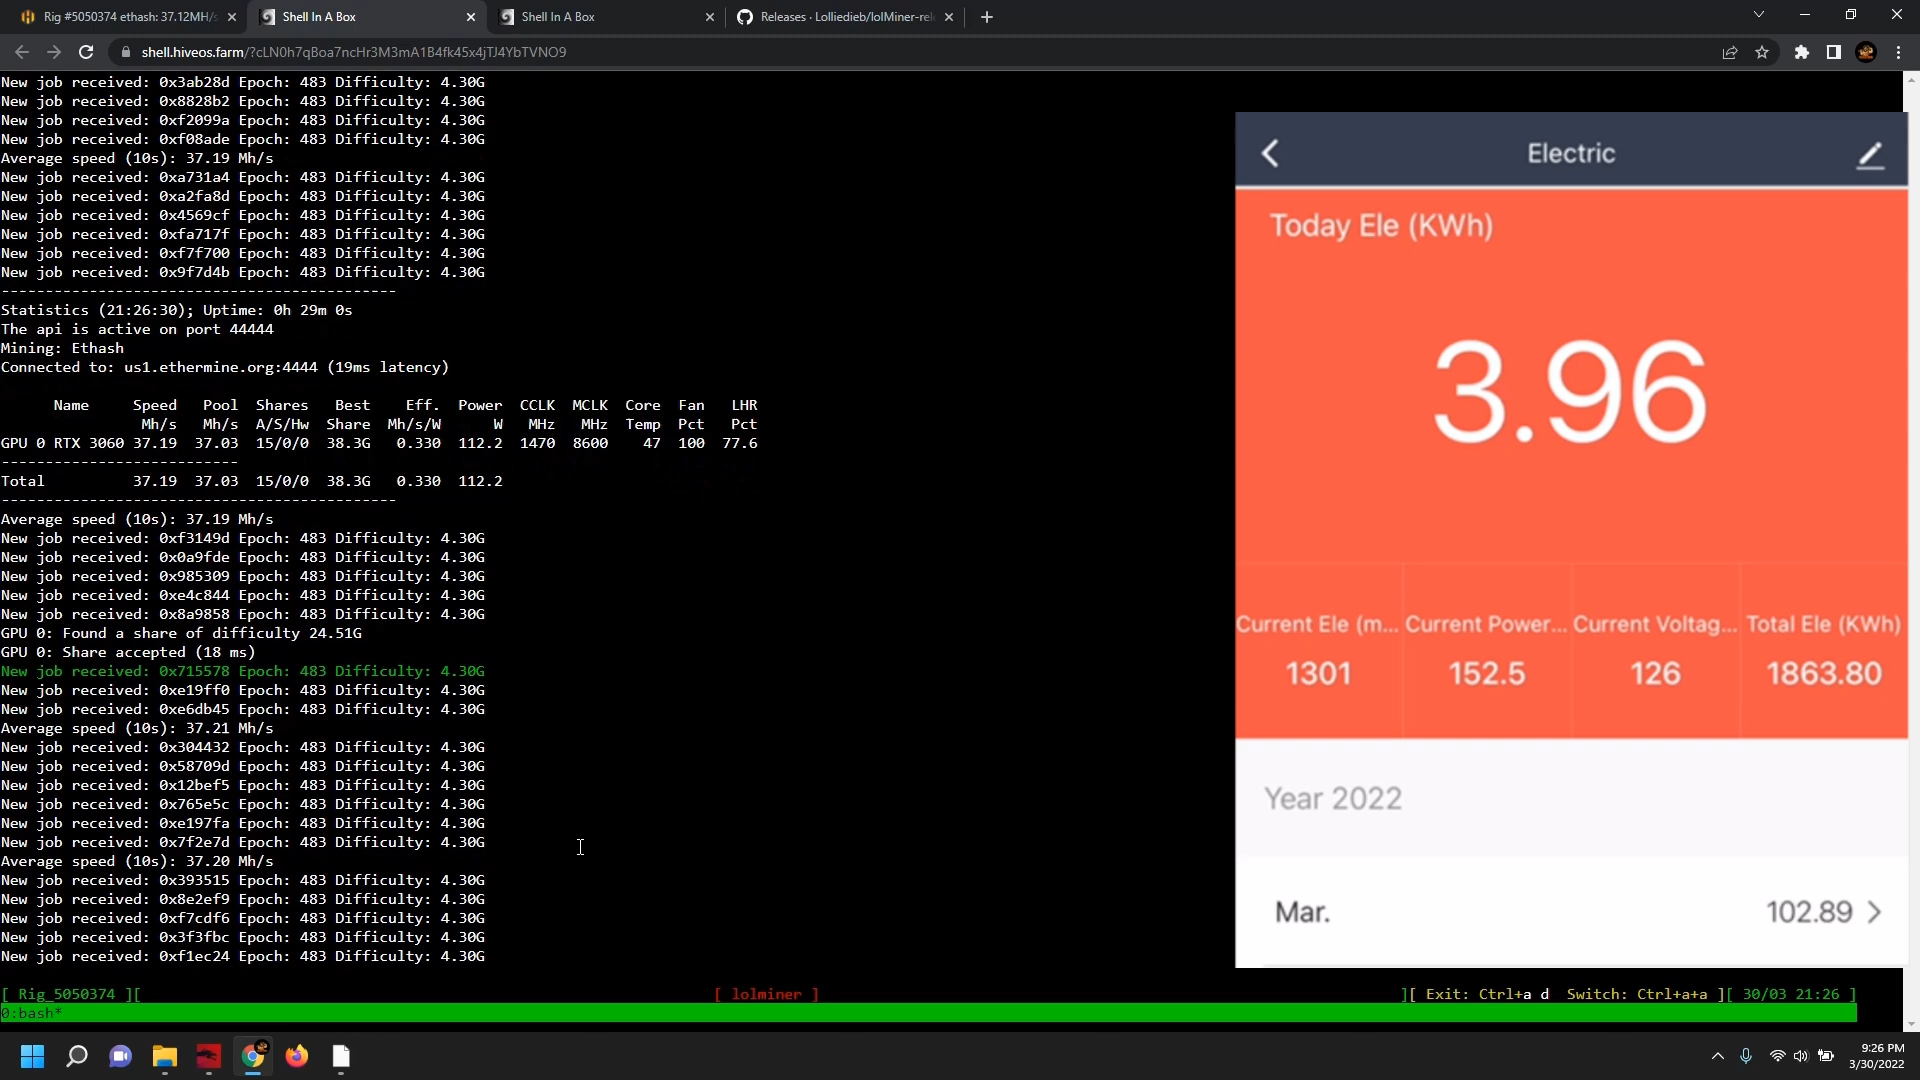 Rig #5050374 ethash: 37.12MH/s
Shell In A Box
Shell In A Box
Releases · Lolliedieb/lolMiner-rel
shell.hiveos.farm/?cLN0h7qBoa7ncHr3M3mA1B4fk45x4jTJ4YbTVNO9
New job received: 0x3ab28d Epoch: 483 Difficulty: 4.30G
New job received: 0x8828b2 Epoch: 483 Difficulty: 4.30G
New job received: 0xf2099a Epoch: 483 Difficulty: 4.30G
New job received: 0xf08ade Epoch: 483 Difficulty: 4.30G
Average speed (10s): 37.19 Mh/s
New job received: 0xa731a4 Epoch: 483 Difficulty: 4.30G
New job received: 0xa2fa8d Epoch: 483 Difficulty: 4.30G
New job received: 0x4569cf Epoch: 483 Difficulty: 4.30G
New job received: 0xfa717f Epoch: 483 Difficulty: 4.30G
New job received: 0xf7f700 Epoch: 483 Difficulty: 4.30G
New job received: 0x9f7d4b Epoch: 483 Difficulty: 4.30G
---------------------------------------------
Statistics (21:26:30); Uptime: 0h 29m 0s
The api is active on port 44444
Mining: Ethash
Connected to: us1.ethermine.org:4444 (19ms latency)
Name Speed Pool Shares Best Eff. Power CCLK MCLK Core Fan LHR
Mh/s Mh/s A/S/Hw Share Mh/s/W W MHz MHz Temp Pct Pct
GPU 0 RTX 3060 37.19 37.03 15/0/0 38.3G 0.330 112.2 1470 8600 47 100 77.6
---------------------------
Total 37.19 37.03 15/0/0 38.3G 0.330 112.2
---------------------------------------------
Average speed (10s): 37.19 Mh/s
New job received: 0xf3149d Epoch: 483 Difficulty: 4.30G
New job received: 0x0a9fde Epoch: 483 Difficulty: 4.30G
New job received: 0x985309 Epoch: 483 Difficulty: 4.30G
New job received: 0xe4c844 Epoch: 483 Difficulty: 4.30G
New job received: 0x8a9858 Epoch: 483 Difficulty: 4.30G
GPU 0: Found a share of difficulty 24.51G
GPU 0: Share accepted (18 ms)
New job received: 0x715578 Epoch: 483 Difficulty: 4.30G
New job received: 0xe19ff0 Epoch: 483 Difficulty: 4.30G
New job received: 0xe6db45 Epoch: 483 Difficulty: 4.30G
Average speed (10s): 37.21 Mh/s
New job received: 0x304432 Epoch: 483 Difficulty: 4.30G
New job received: 0x58709d Epoch: 483 Difficulty: 4.30G
New job received: 0x12bef5 Epoch: 483 Difficulty: 4.30G
New job received: 0x765e5c Epoch: 483 Difficulty: 4.30G
New job received: 0xe197fa Epoch: 483 Difficulty: 4.30G
New job received: 0x7f2e7d Epoch: 483 Difficulty: 4.30G
Average speed (10s): 37.20 Mh/s
New job received: 0x393515 Epoch: 483 Difficulty: 4.30G
New job received: 0x8e2ef9 Epoch: 483 Difficulty: 4.30G
New job received: 0xf7cdf6 Epoch: 483 Difficulty: 4.30G
New job received: 0x3f3fbc Epoch: 483 Difficulty: 4.30G
New job received: 0xf1ec24 Epoch: 483 Difficulty: 4.30G
[ Rig_5050374 ][ [ lolminer ] ][ Exit: Ctrl+a d Switch: Ctrl+a+a ][ 30/03 21:26 ]
0:bash*
Electric
Today Ele (KWh)
3.96
Current Ele (m... Current Power... Current Voltag... Total Ele (KWh)
1301 152.5 126 1863.80
Year 2022
Mar. 102.89
9:26 PM
3/30/2022